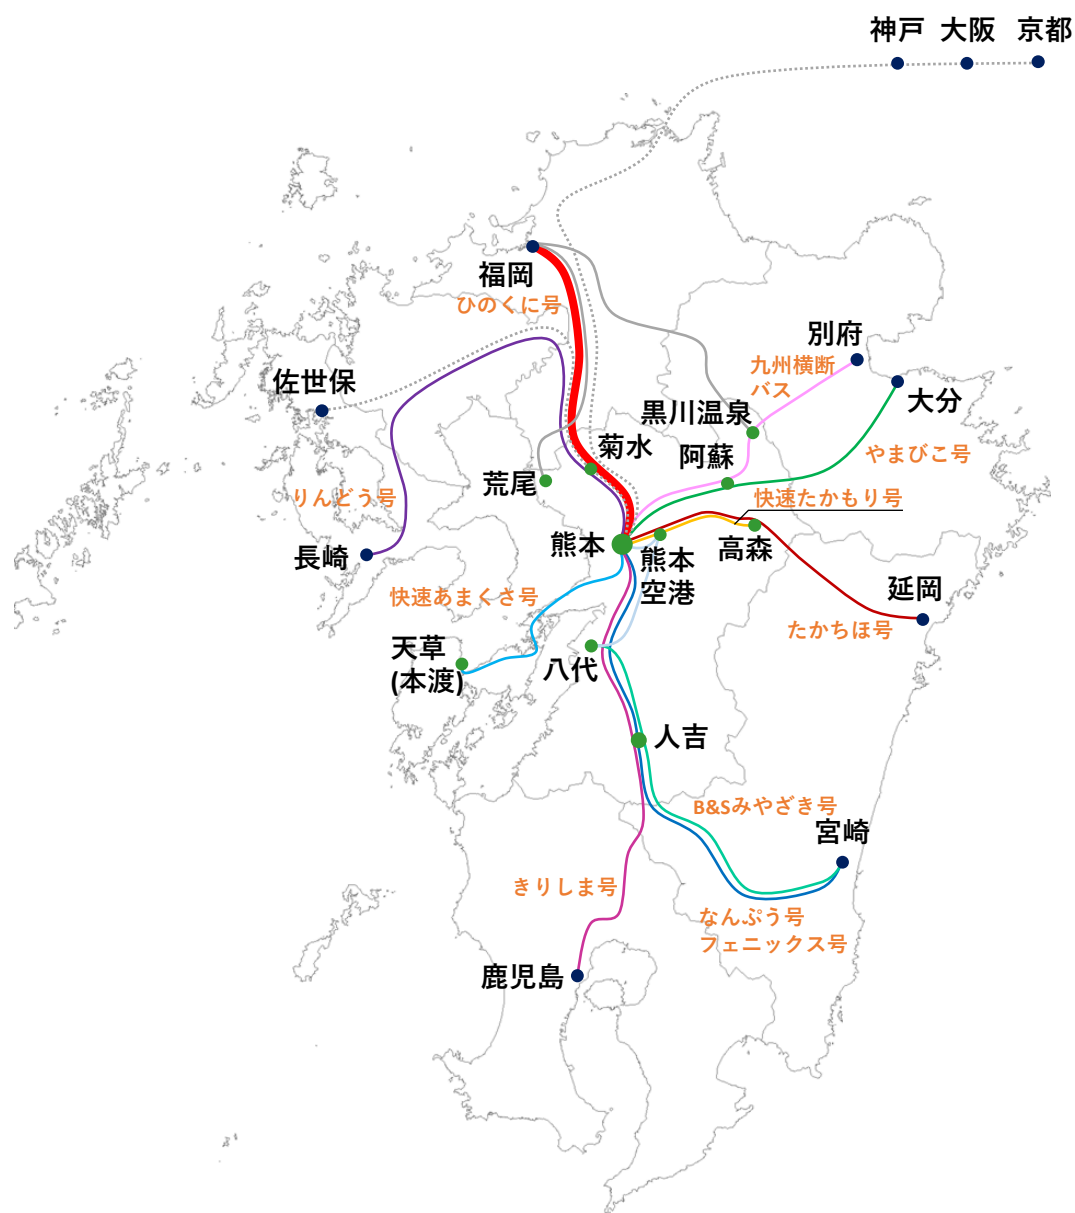 神戸 大阪 京都
福岡
ひのくに号
別府
九州横断
バス
佐世保
大分
黒川温泉
菊水
阿蘇
やまびこ号
荒尾
りんどう号
快速たかもり号
熊本
長崎
熊本
空港
高森
快速あまくさ号
延岡
たかちほ号
天草
(本渡)
八代
人吉
B&Sみやざき号
宮崎
きりしま号
なんぷう号
フェニックス号
鹿児島